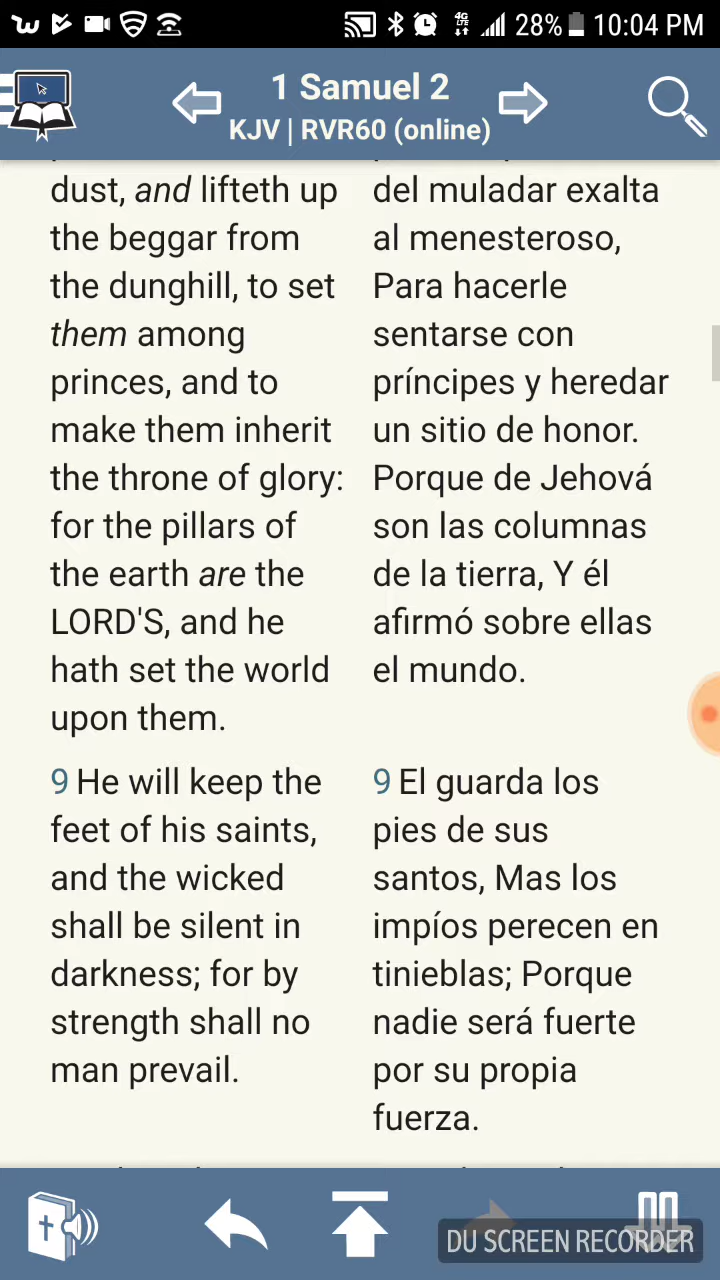 28% 10:04 PM
1 Samuel 2
KJV | RVR60 (online)
dust, and lifteth up
the beggar from
the dunghill, to set
them among
princes, and to
make them inherit
the throne of glory:
for the pillars of
the earth are the
LORD'S, and he
hath set the world
upon them.
9 He will keep the
feet of his saints,
and the wicked
shall be silent in
darkness; for by
strength shall no
man prevail.
del muladar exalta
al menesteroso,
Para hacerle
sentarse con
príncipes y heredar
un sitio de honor.
Porque de Jehová
son las columnas
de la tierra, Y él
afirmó sobre ellas
el mundo.
9 El guarda los
pies de sus
santos, Mas los
impíos perecen en
tinieblas; Porque
nadie será fuerte
por su propia
fuerza.
DU SCREEN RECORDER